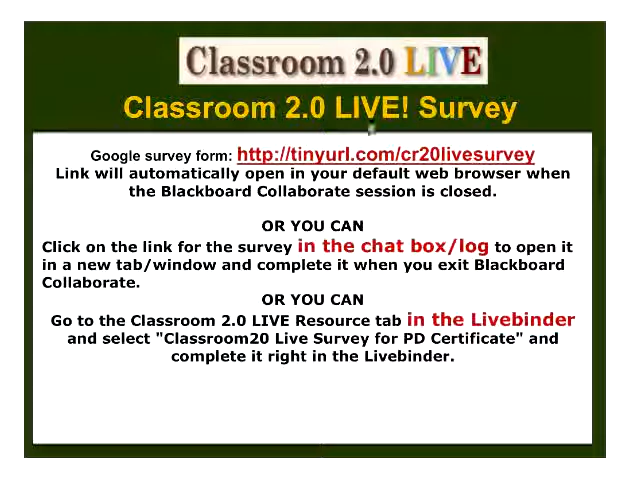 Classroom 2.0 LIVE
Classroom 2.0 LIVE! Survey
Google survey form: http://tinyurl.com/cr20livesurvey
Link will automatically open in your default web browser when
the Blackboard Collaborate session is closed.
OR YOU CAN
Click on the link for the survey in the chat box/log to open it
in a new tab/window and complete it when you exit Blackboard
Collaborate.
OR YOU CAN
Go to the Classroom 2.0 LIVE Resource tab in the Livebinder
and select "Classroom20 Live Survey for PD Certificate" and
complete it right in the Livebinder.